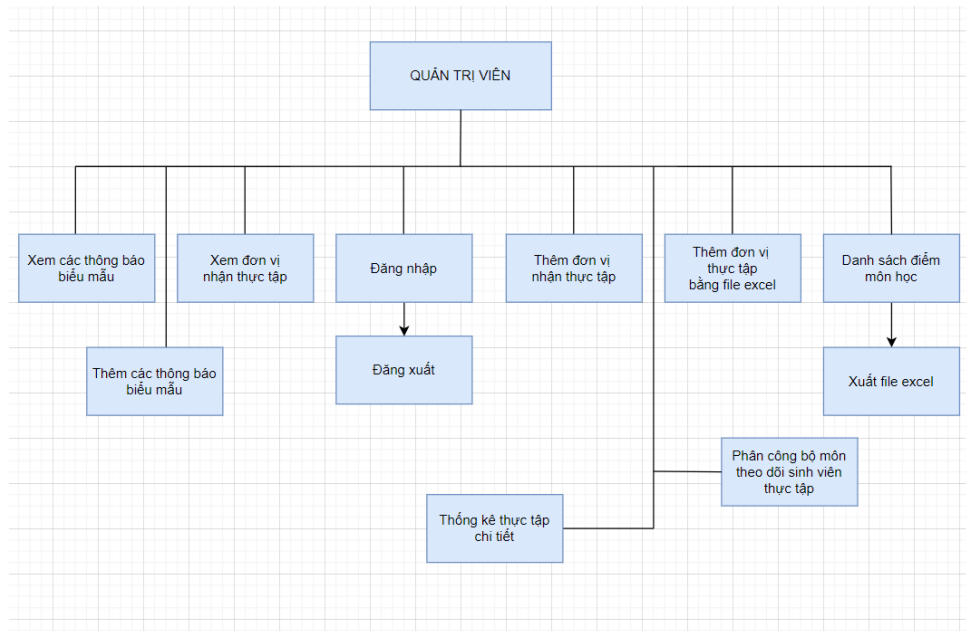 QUẢN TRỊ VIÊN
Xem các thông báo
biểu mẫu
Xem đơn vị
nhận thực tập
Đăng nhập
Thêm đơn vị
nhận thực tập
Thêm đơn vị
thực tập
bằng file excel
Danh sách điểm
môn học
Thêm các thông báo
biểu mẫu
Đăng xuất
Xuất file excel
Phân công bộ môn
theo dõi sinh viên
thực tập
Thống kê thực tập
chi tiết